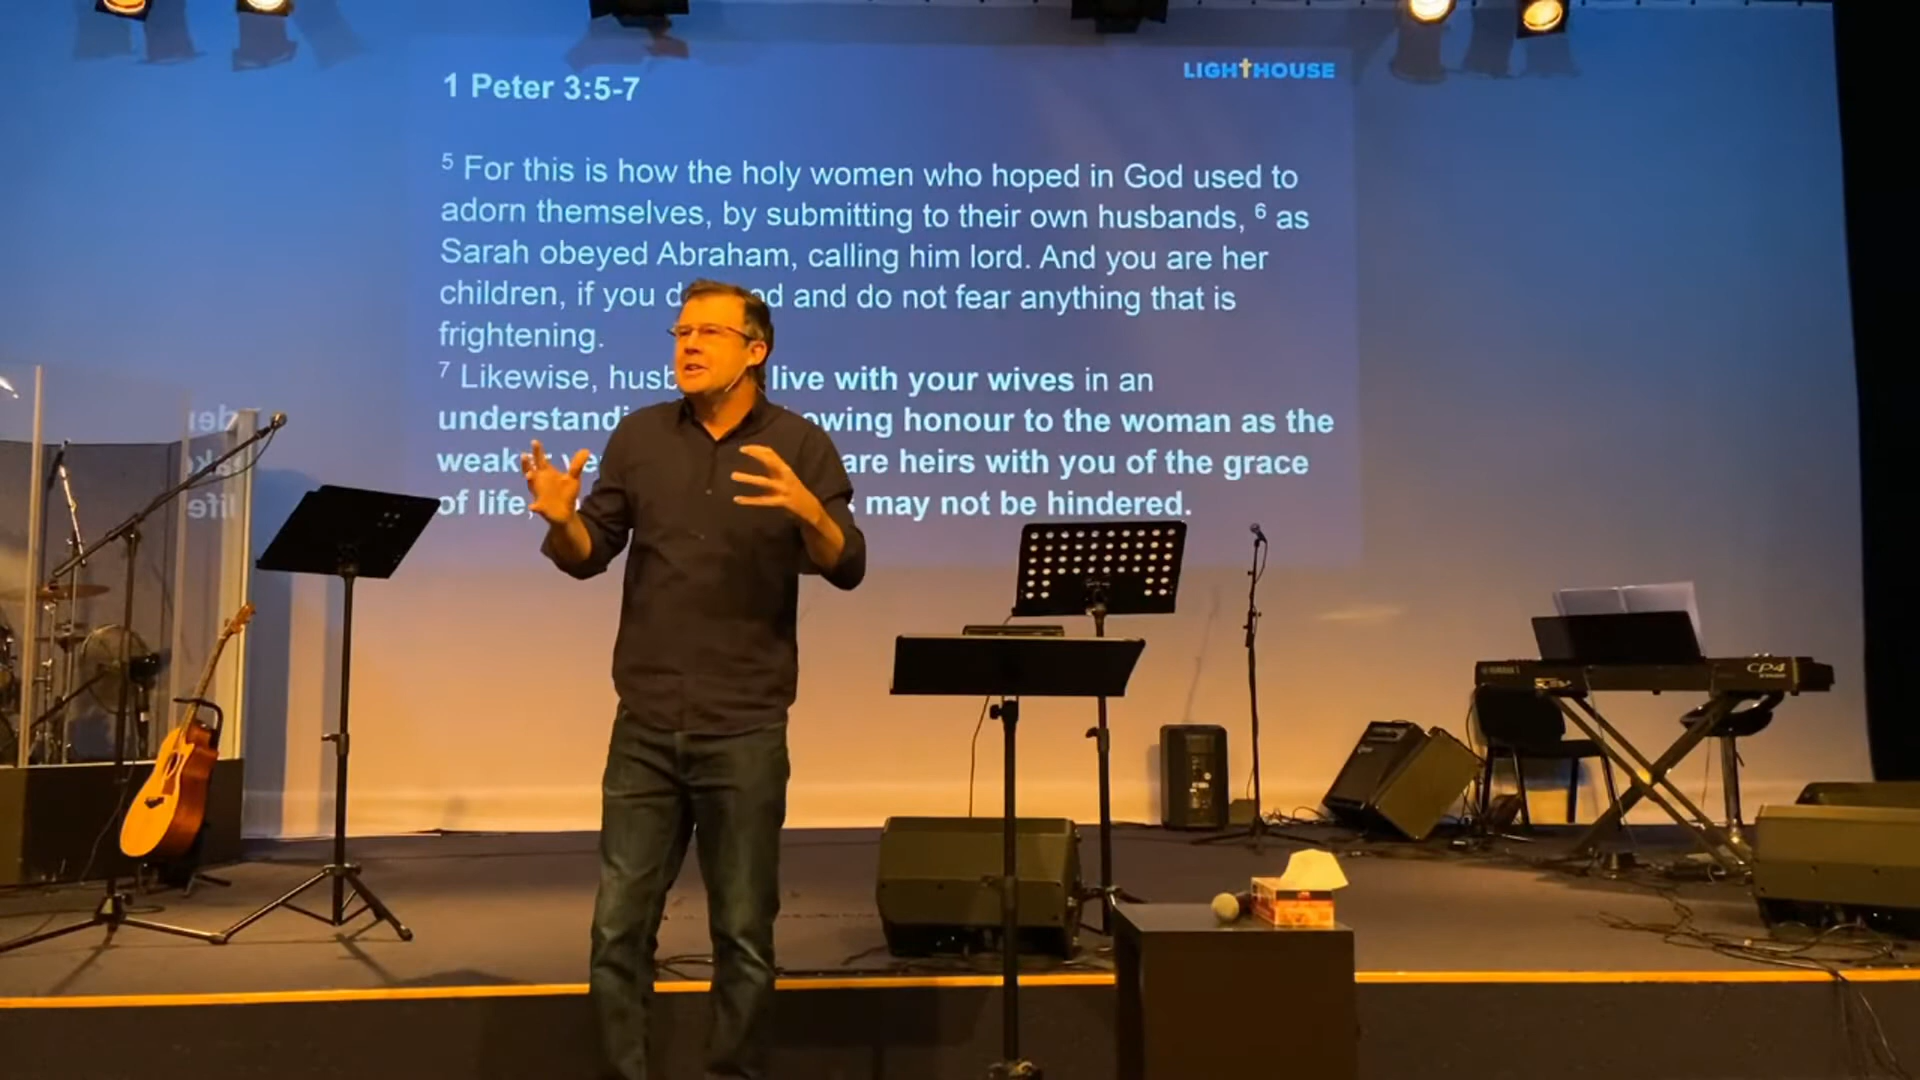 1 Peter 3:5-7
LIGHTHOUSE
5 For this is how the holy women who hoped in God used to
adorn themselves, by submitting to their own husbands, 6 as
Sarah obeyed Abraham, calling him lord. And you are her
children, if you and do not fear anything that is
frightening.
7 Likewise, live with your wives in an
honour to the woman as the
are heirs with you of the grace
of life, may not be hindered.
CP4